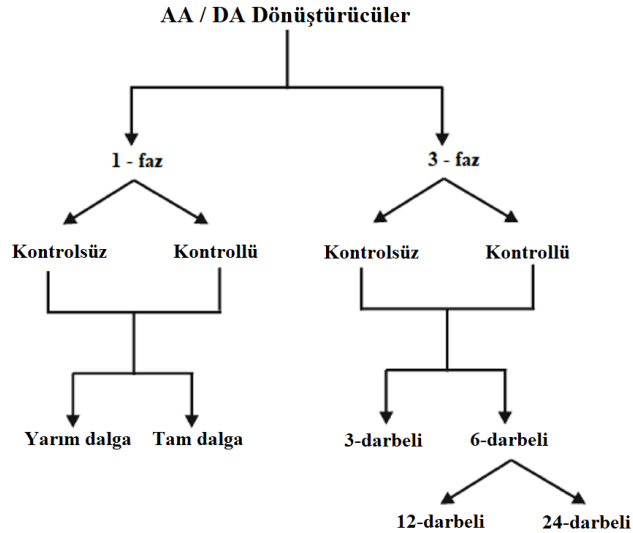 AA / DA Dönüştürücüler
1 - faz
3 - faz
Kontrolsüz
Kontrollü
Kontrolsüz
Kontrollü
Yarım dalga
Tam dalga
3-darbeli
6-darbeli
12-darbeli
24-darbeli